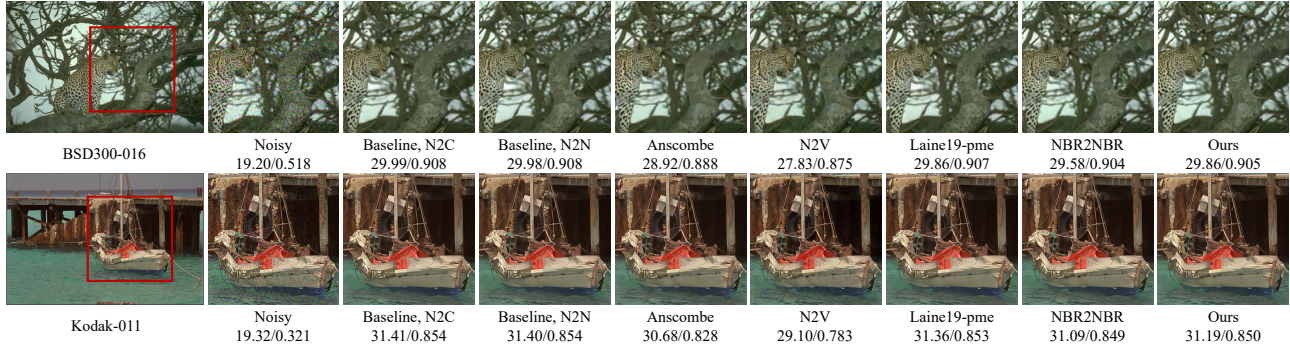 BSD300-016
Noisy
19.20/0.518
Baseline, N2C
29.99/0.908
Baseline, N2N
29.98/0.908
Anscombe
28.92/0.888
N2V
27.83/0.875
Laine19-pme
29.86/0.907
NBR2NBR
29.58/0.904
Ours
29.86/0.905
Kodak-011
Noisy
19.32/0.321
Baseline, N2C
31.41/0.854
Baseline, N2N
31.40/0.854
Anscombe
30.68/0.828
N2V
29.10/0.783
Laine19-pme
31.36/0.853
NBR2NBR
31.09/0.849
Ours
31.19/0.850